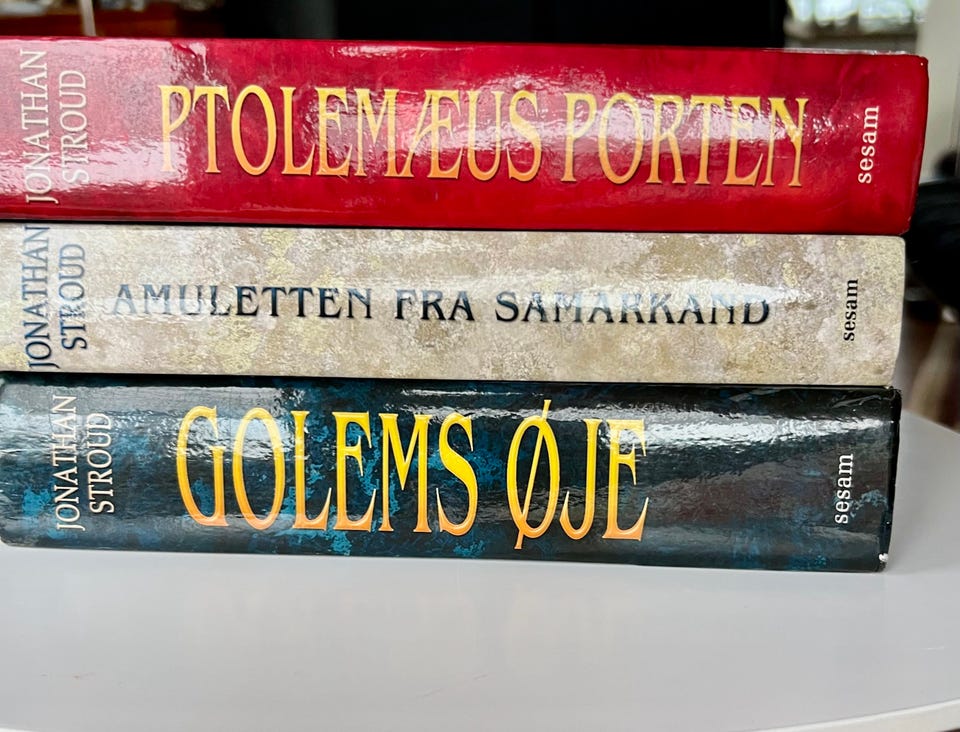 JONATHAN
STROUD
PTOLEMÆUS PORTEN
sesam
JONATHAN
STROUD
AMULETTEN FRA SAMARKAND
sesam
JONATHAN
STROUD
GOLEMS ØJE
sesam